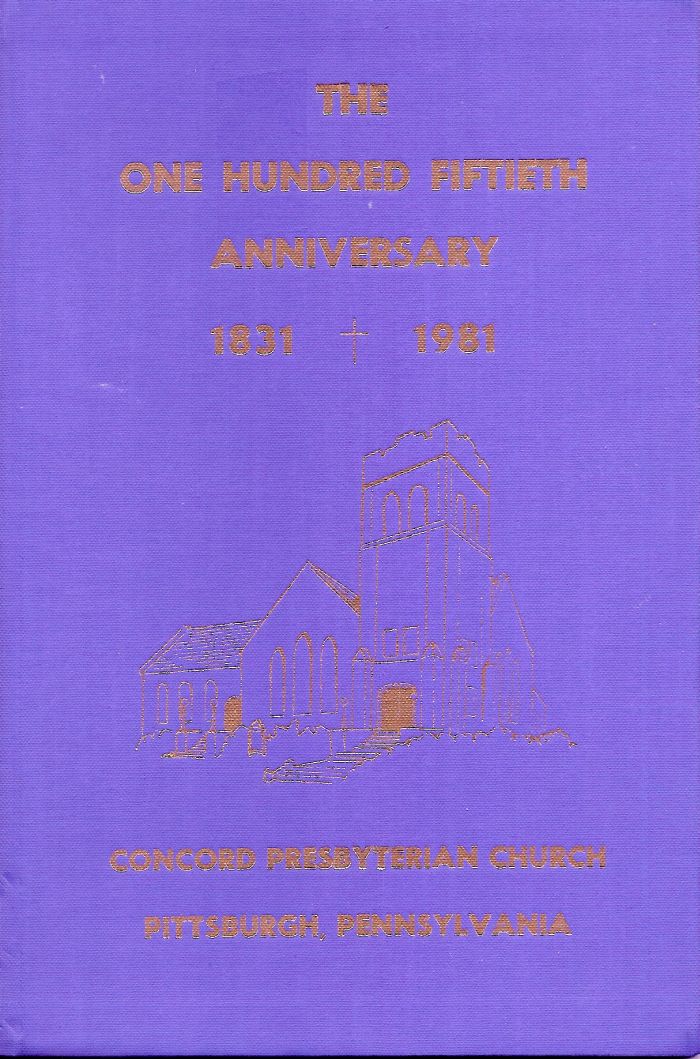 THE
ONE HUNDRED FIFTIETH
ANNIVERSARY
1831 † 1981
CONCORD PRESBYTERIAN CHURCH
PITTSBURGH, PENNSYLVANIA